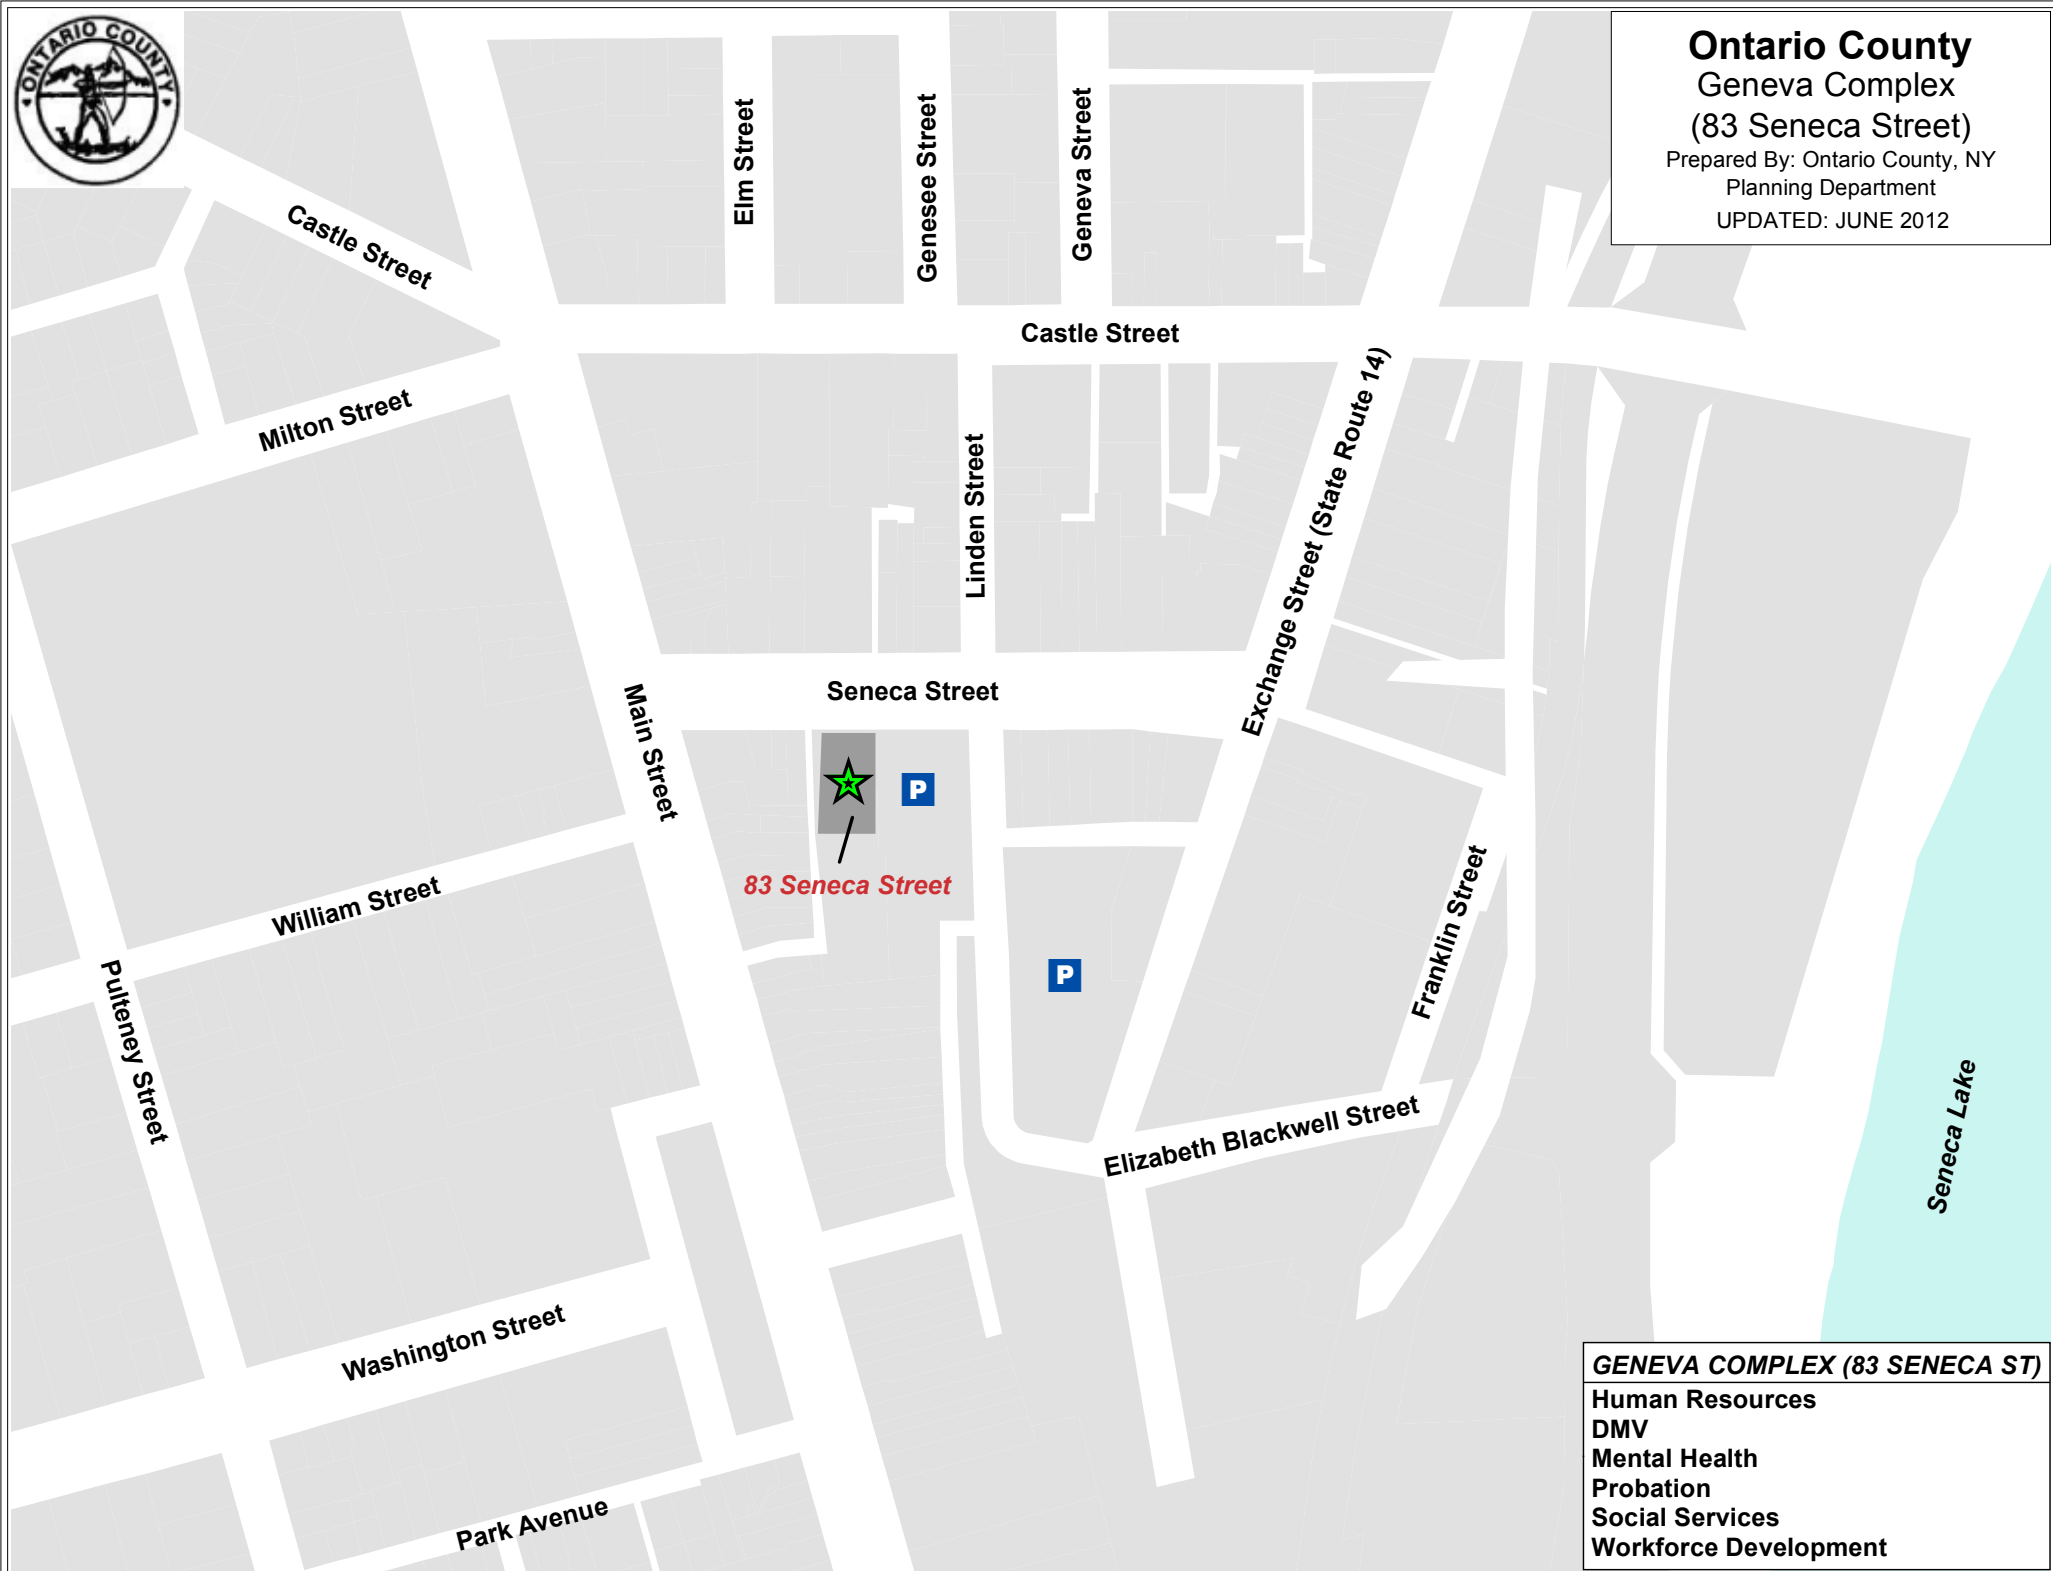 ONTARIO COUNTY
Ontario County
Geneva Complex
(83 Seneca Street)
Prepared By: Ontario County, NY
Planning Department
UPDATED: JUNE 2012
Elm Street
Genesee Street
Geneva Street
Castle Street
Castle Street
Milton Street
Linden Street
Exchange Street (State Route 14)
Seneca Street
Main Street
P
83 Seneca Street
William Street
Franklin Street
P
Pulteney Street
Elizabeth Blackwell Street
Seneca Lake
Washington Street
Park Avenue
GENEVA COMPLEX (83 SENECA ST)
Human Resources
DMV
Mental Health
Probation
Social Services
Workforce Development